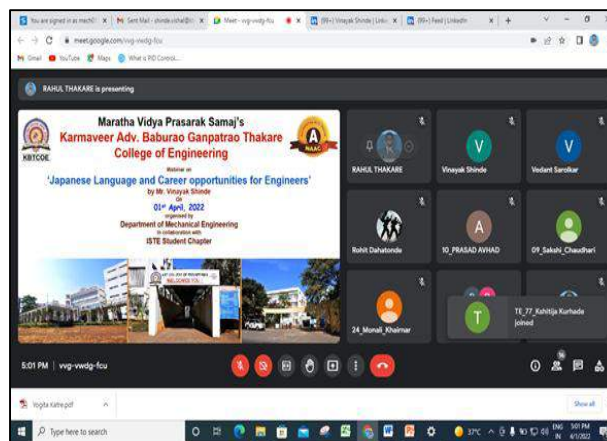 You are signed in as mech
Sent Mail - shinde.vishal@
Meet - vvg-vwdg-fcu
(99+) Vinayak Shinde | Link
(99+) Feed | LinkedIn
meet.google.com/vvg-vwdg-fcu
Gmail
YouTube
Maps
What is PID Control...
RAHUL THAKARE is presenting
Maratha Vidya Prasarak Samaj's
Karmaveer Adv. Baburao Ganpatrao Thakare
College of Engineering
KBTCOE
A
NAAC
Webinar on
'Japanese Language and Career opportunities for Engineers'
by Mr. Vinayak Shinde
On
01st April, 2022
organised by
Department of Mechanical Engineering
in collaboration with
ISTE Student Chapter
RAHUL THAKARE
V
Vinayak Shinde
V
Vedant Sarolkar
Rohit Dahatonde
A
10_PRASAD AVHAD
09_Sakshi_Chaudhari
24_Monali_Khairnar
T
TE_77_Kshitija Kurhade
joined
5:01 PM | vvg-vwdg-fcu
Yogita Katre.pdf
Show all
Type here to search
37°C
ENG
IN
5:01 PM
4/1/2022